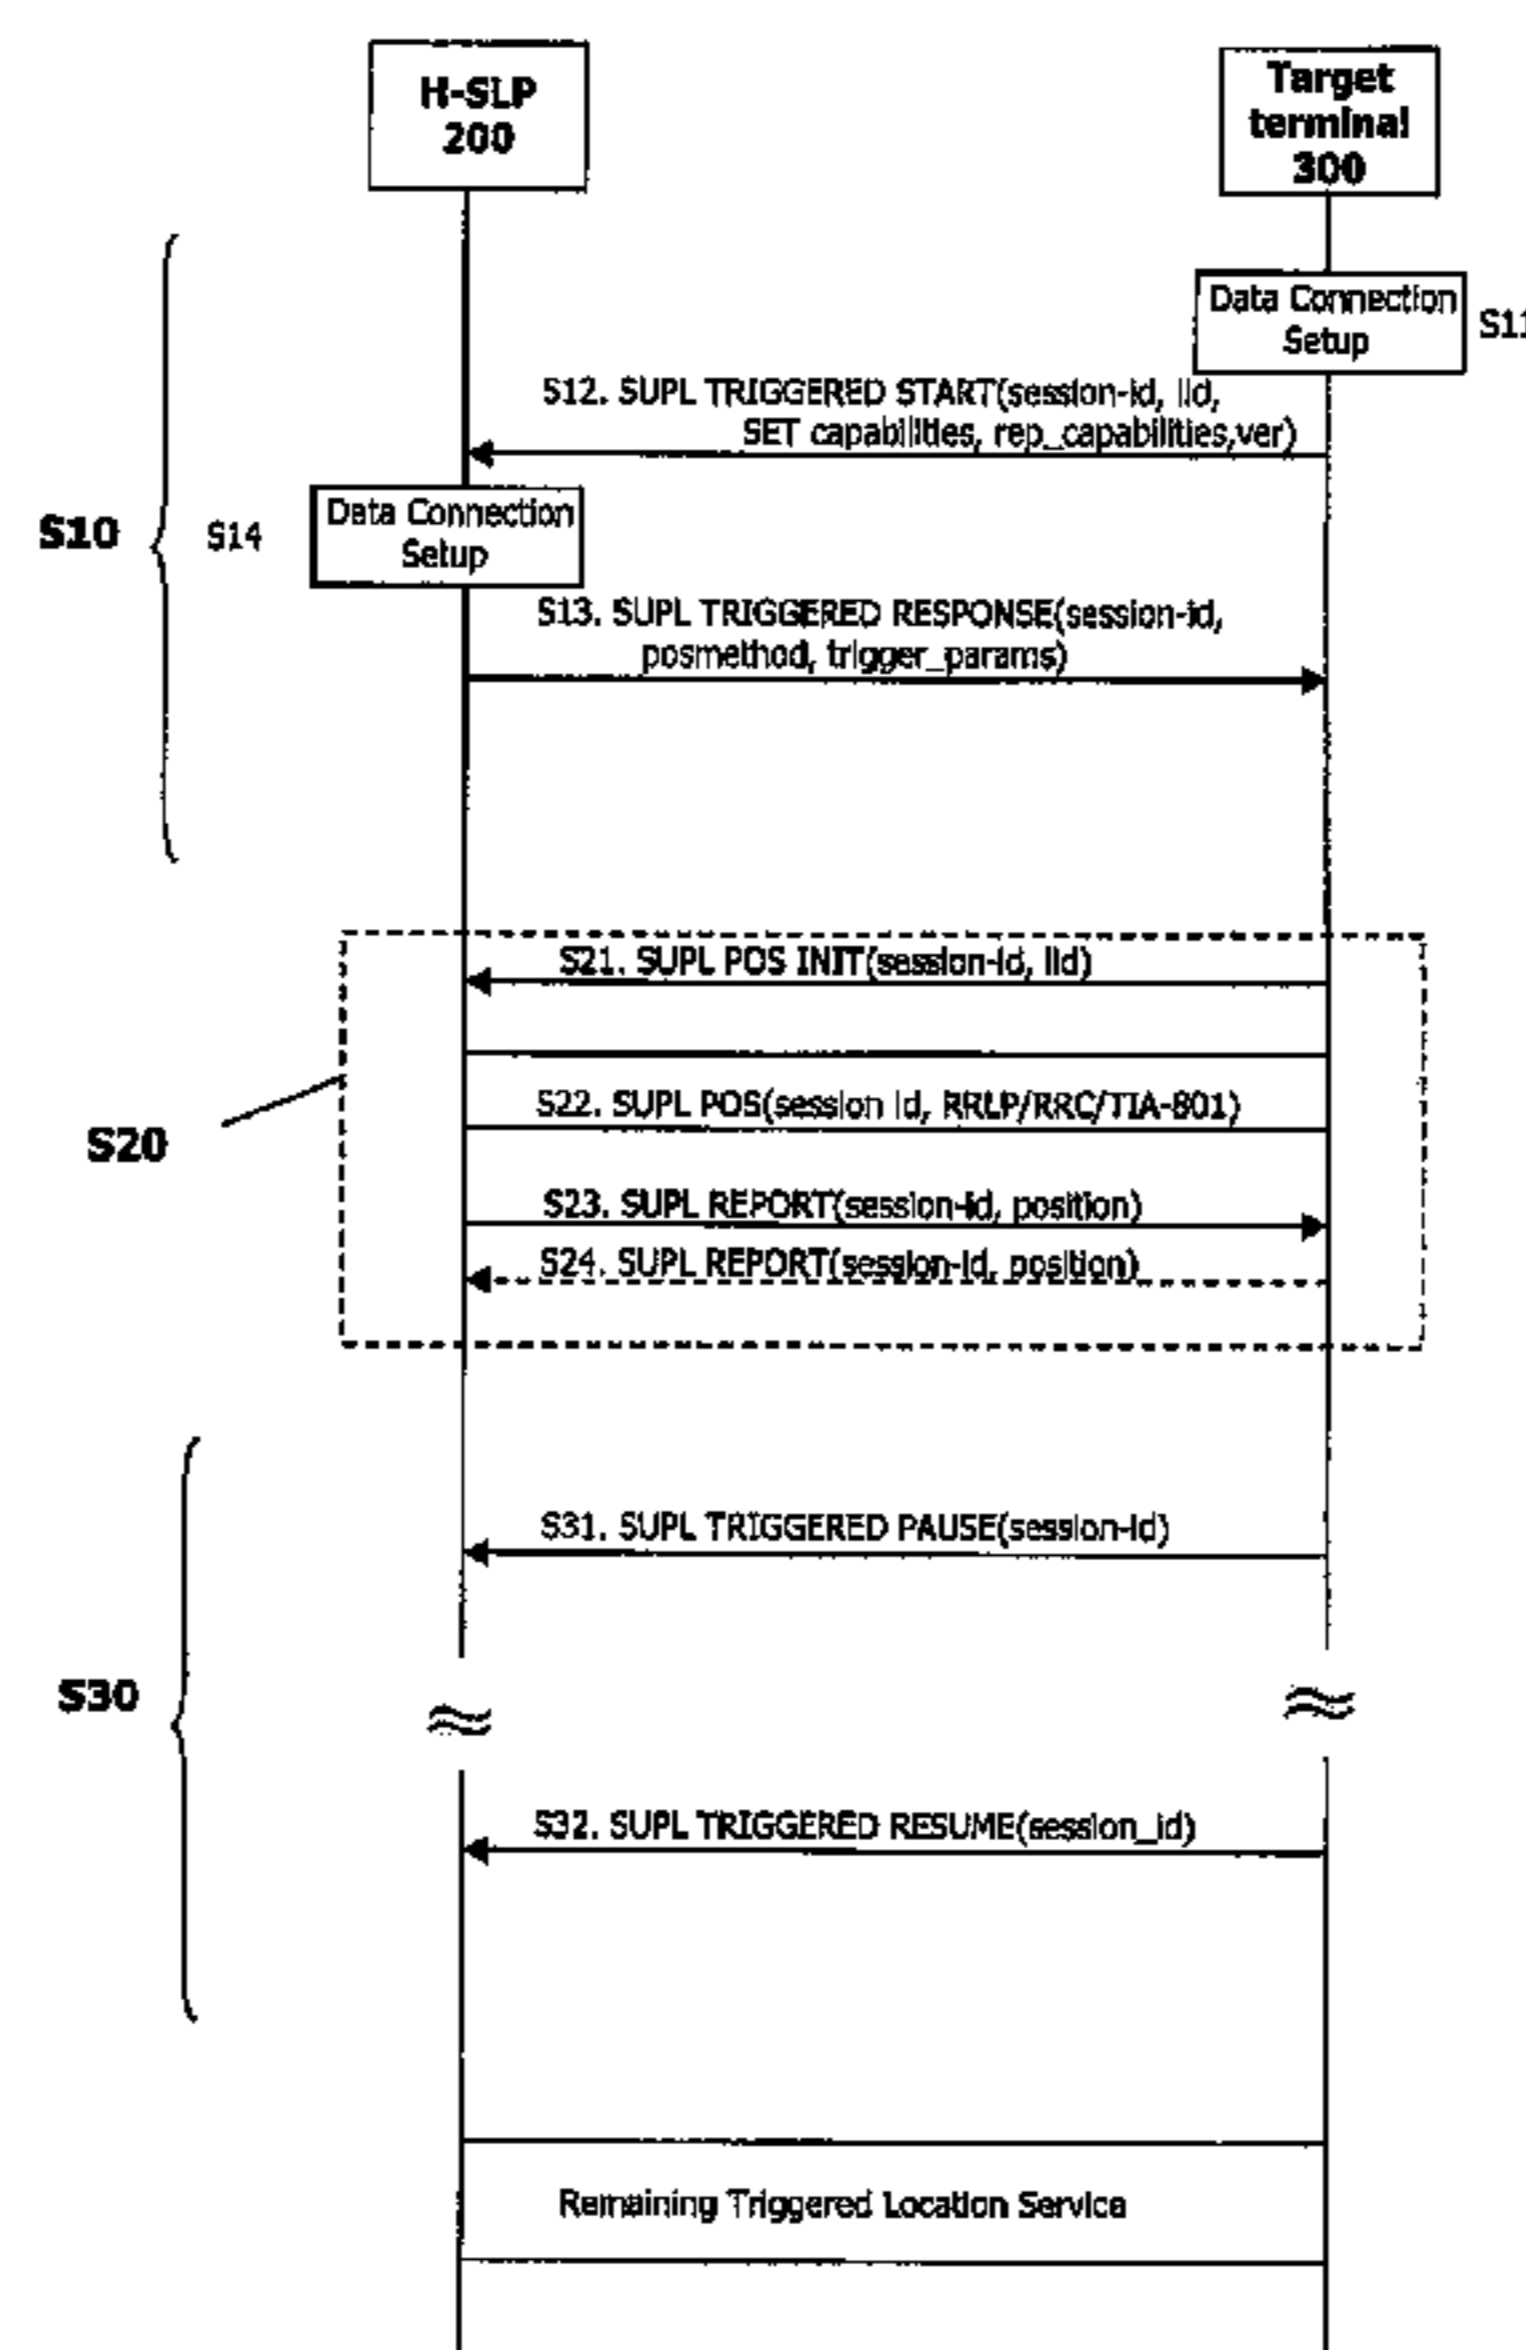 H-SLP
200
Target
terminal
300
Data Connection
Setup
S11
S12. SUPL TRIGGERED START(session-id, lid,
SET capabilities, rep_capabilities,ver)
S10
S14
Data Connection
Setup
S13. SUPL TRIGGERED RESPONSE(session-id,
posmethod, trigger_params)
S21. SUPL POS INIT(session-id, lid)
S22. SUPL POS(session id, RRLP/RRC/TIA-801)
S20
S23. SUPL REPORT(session-id, position)
S24. SUPL REPORT(session-id, position)
S31. SUPL TRIGGERED PAUSE(session-id)
S30
S32. SUPL TRIGGERED RESUME(session_id)
Remaining Triggered Location Service